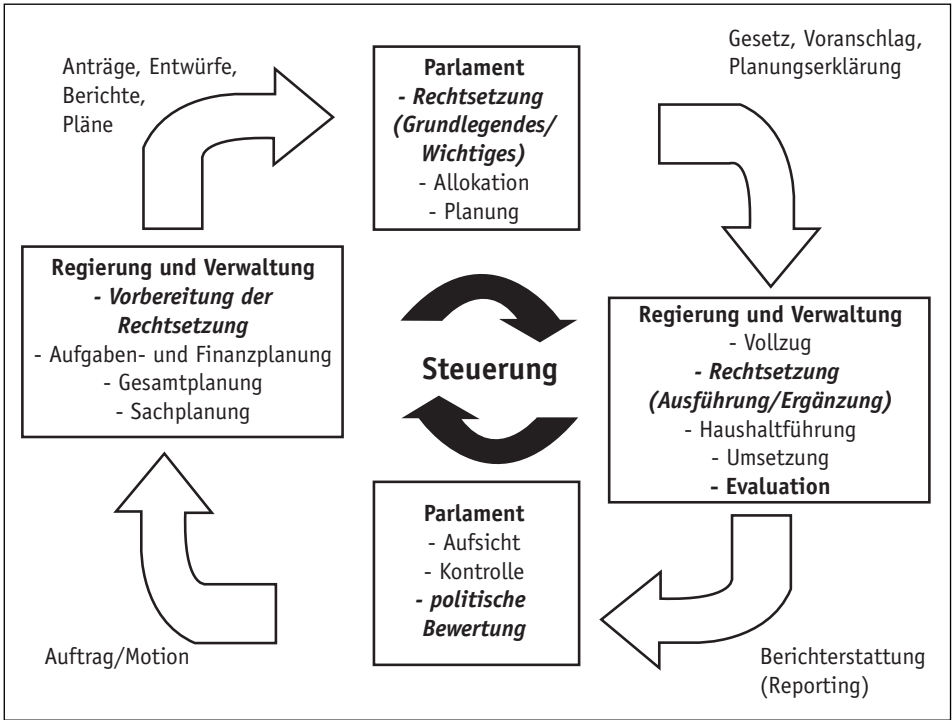 Anträge, Entwürfe,
Berichte,
Pläne
Parlament
- Rechtsetzung
(Grundlegendes/
Wichtiges)
- Allokation
- Planung
Gesetz, Voranschlag,
Planungserklärung
Regierung und Verwaltung
- Vorbereitung der
Rechtsetzung
- Aufgaben- und Finanzplanung
- Gesamtplanung
- Sachplanung
Steuerung
Regierung und Verwaltung
- Vollzug
- Rechtsetzung
(Ausführung/Ergänzung)
- Haushaltführung
- Umsetzung
- Evaluation
Parlament
- Aufsicht
- Kontrolle
- politische
Bewertung
Auftrag/Motion
Berichterstattung
(Reporting)